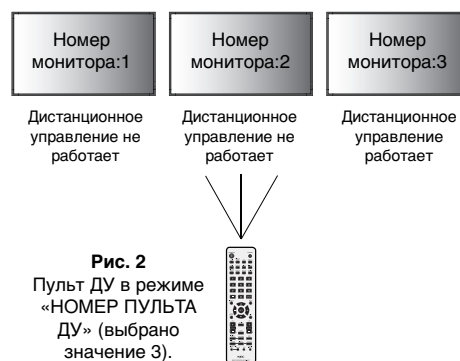 Номер
монитора:1
Номер
монитора:2
Номер
монитора:3
Дистанционное
управление не
работает
Дистанционное
управление не
работает
Дистанционное
управление
работает
Рис. 2
Пульт ДУ в режиме
«НОМЕР ПУЛЬТА
ДУ» (выбрано
значение 3).